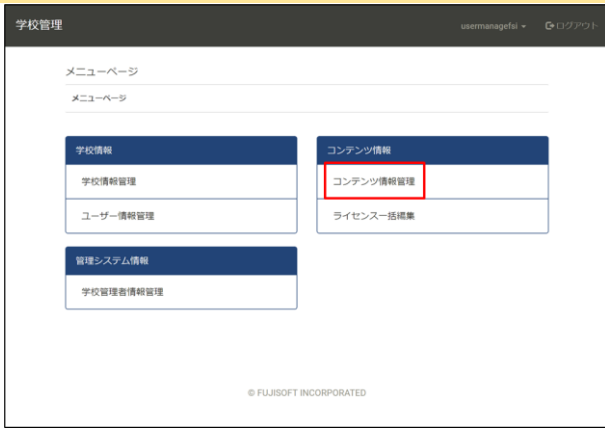 学校管理
usermanagefsi
ログアウト
メニューページ
メニューページ
学校情報
学校情報管理
ユーザー情報管理
コンテンツ情報
コンテンツ情報管理
ライセンス一括編集
管理システム情報
学校管理者情報管理
© FUJISOFT INCORPORATED